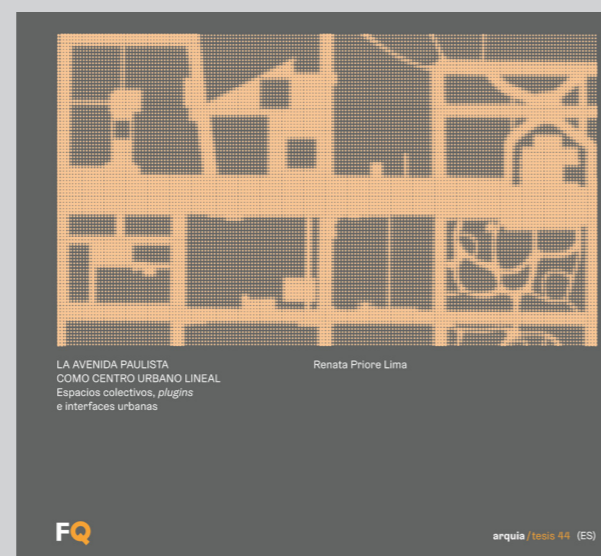 LA AVENIDA PAULISTA
COMO CENTRO URBANO LINEAL
Espacios colectivos, plugins
e interfaces urbanas
Renata Priore Lima
FQ
arquia/tesis 44 (ES)